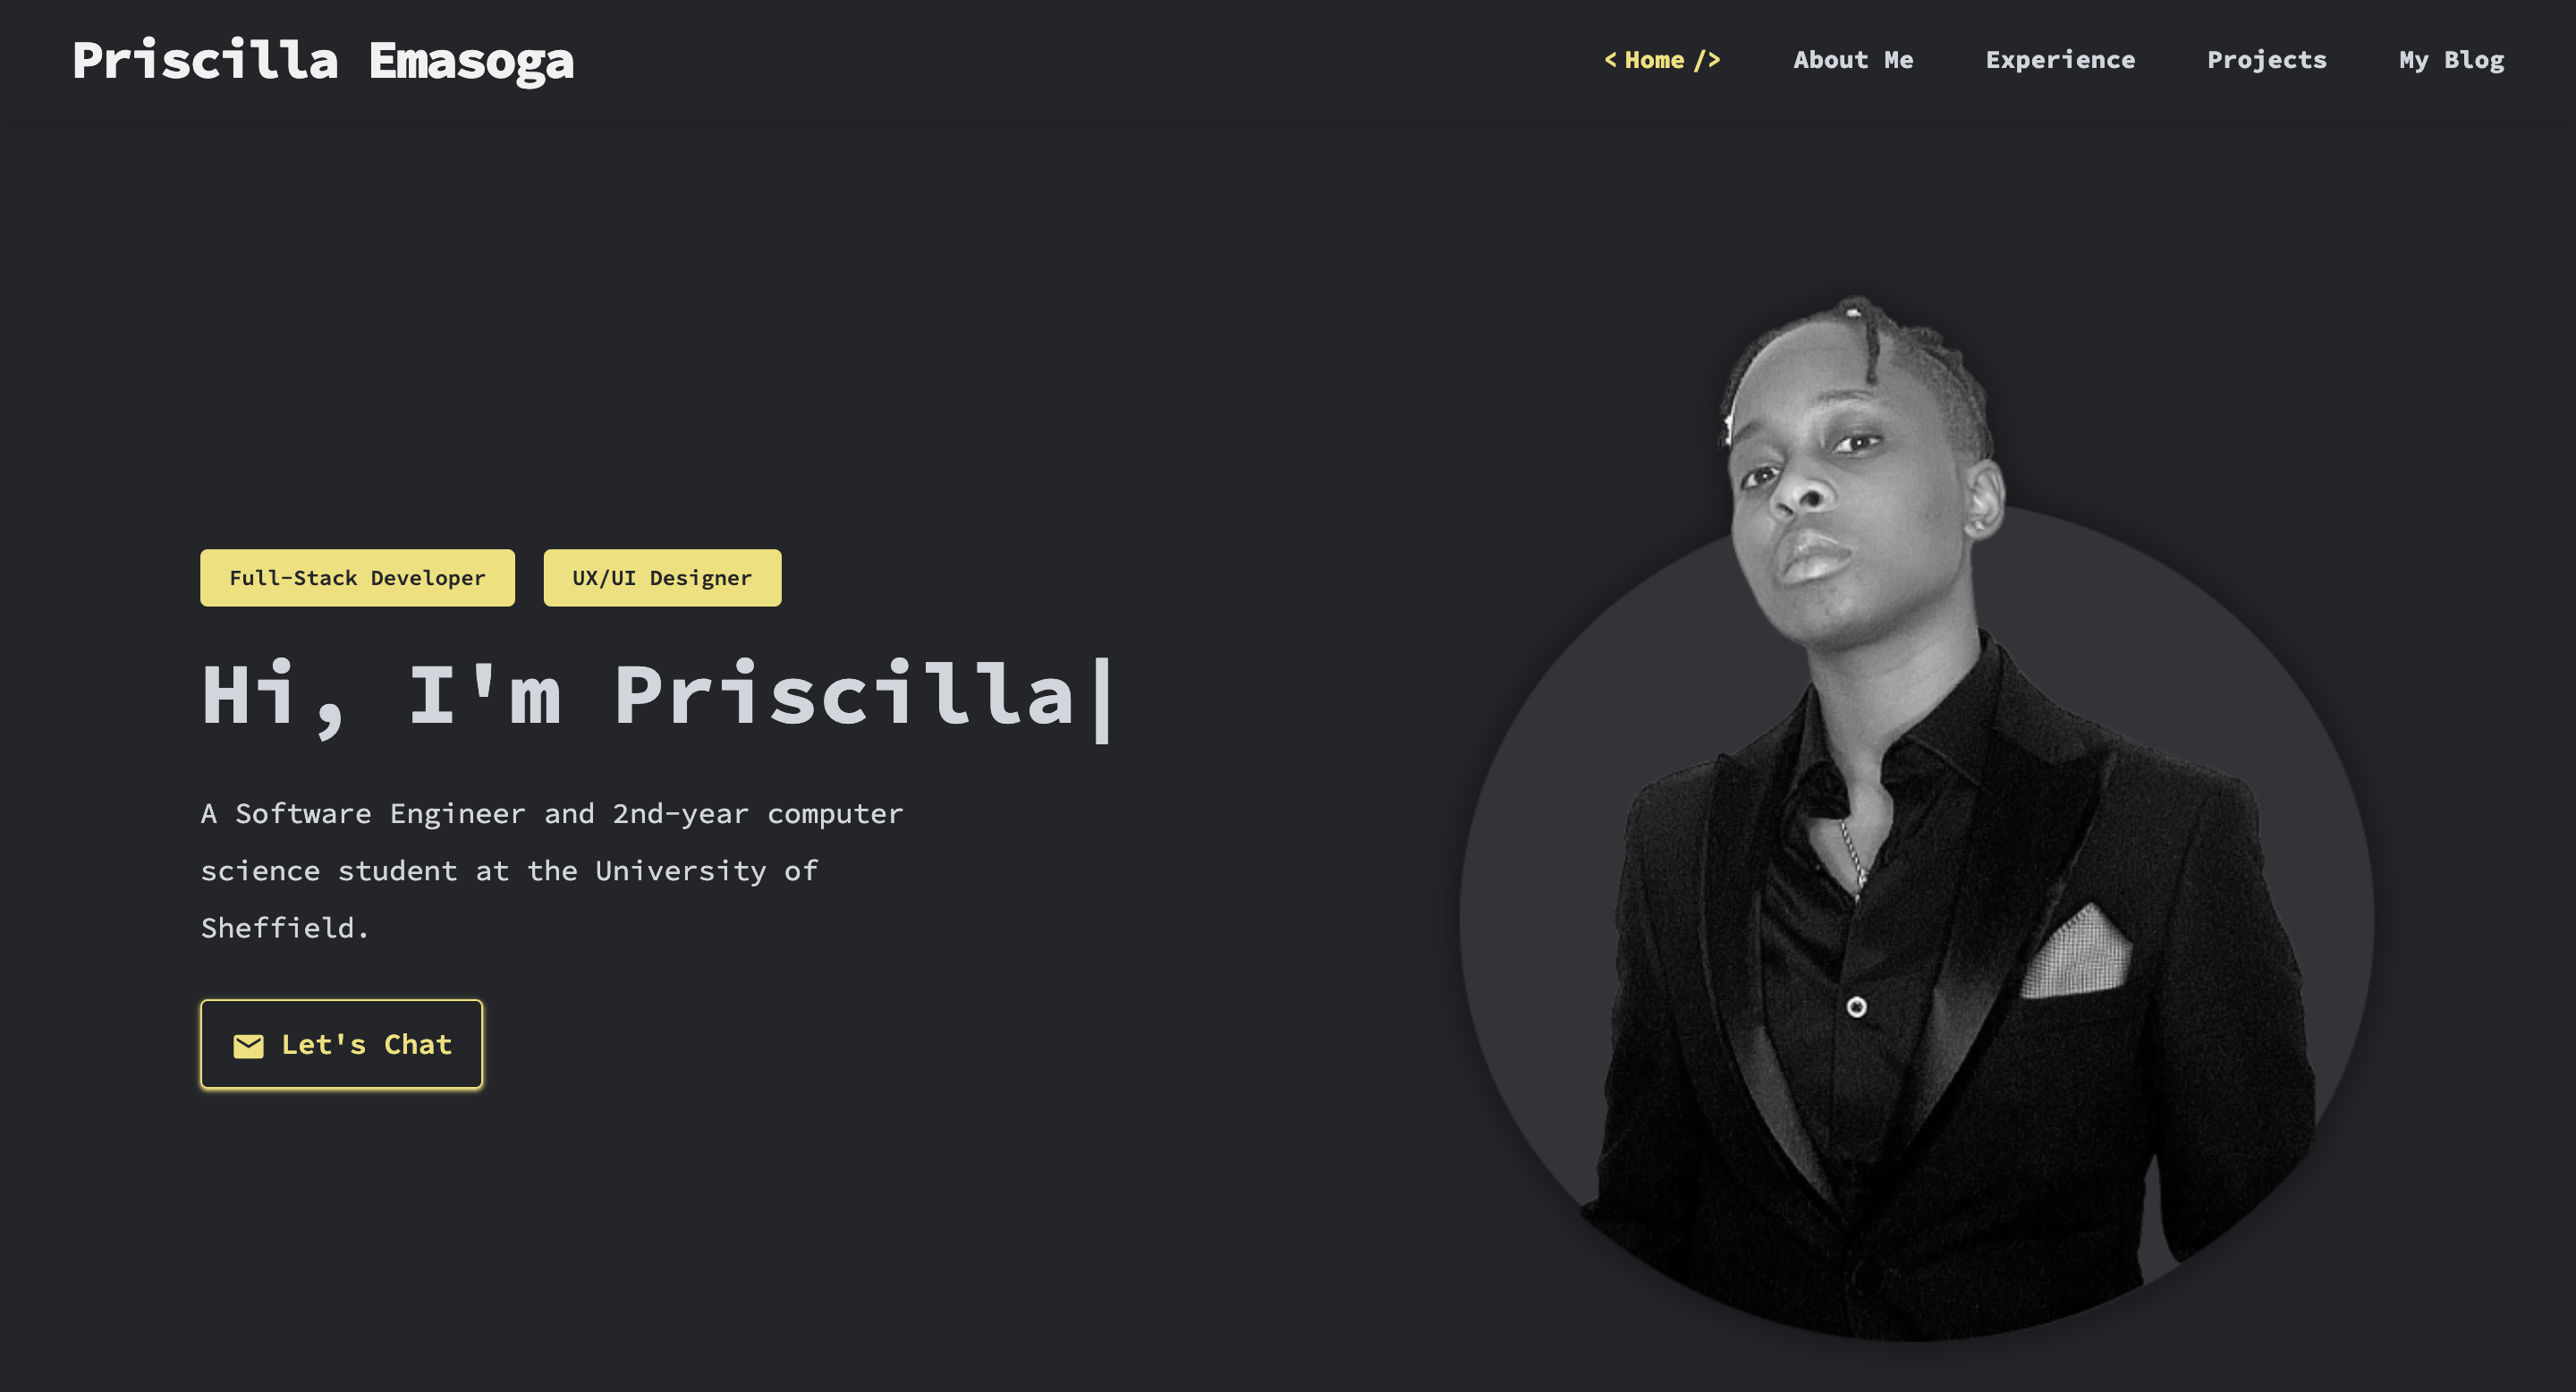 Priscilla Emasoga
< Home />
About Me
Experience
Projects
My Blog
Full-Stack Developer
UX/UI Designer
Hi, I'm Priscilla|
A Software Engineer and 2nd-year computer
science student at the University of
Sheffield.
Let's Chat